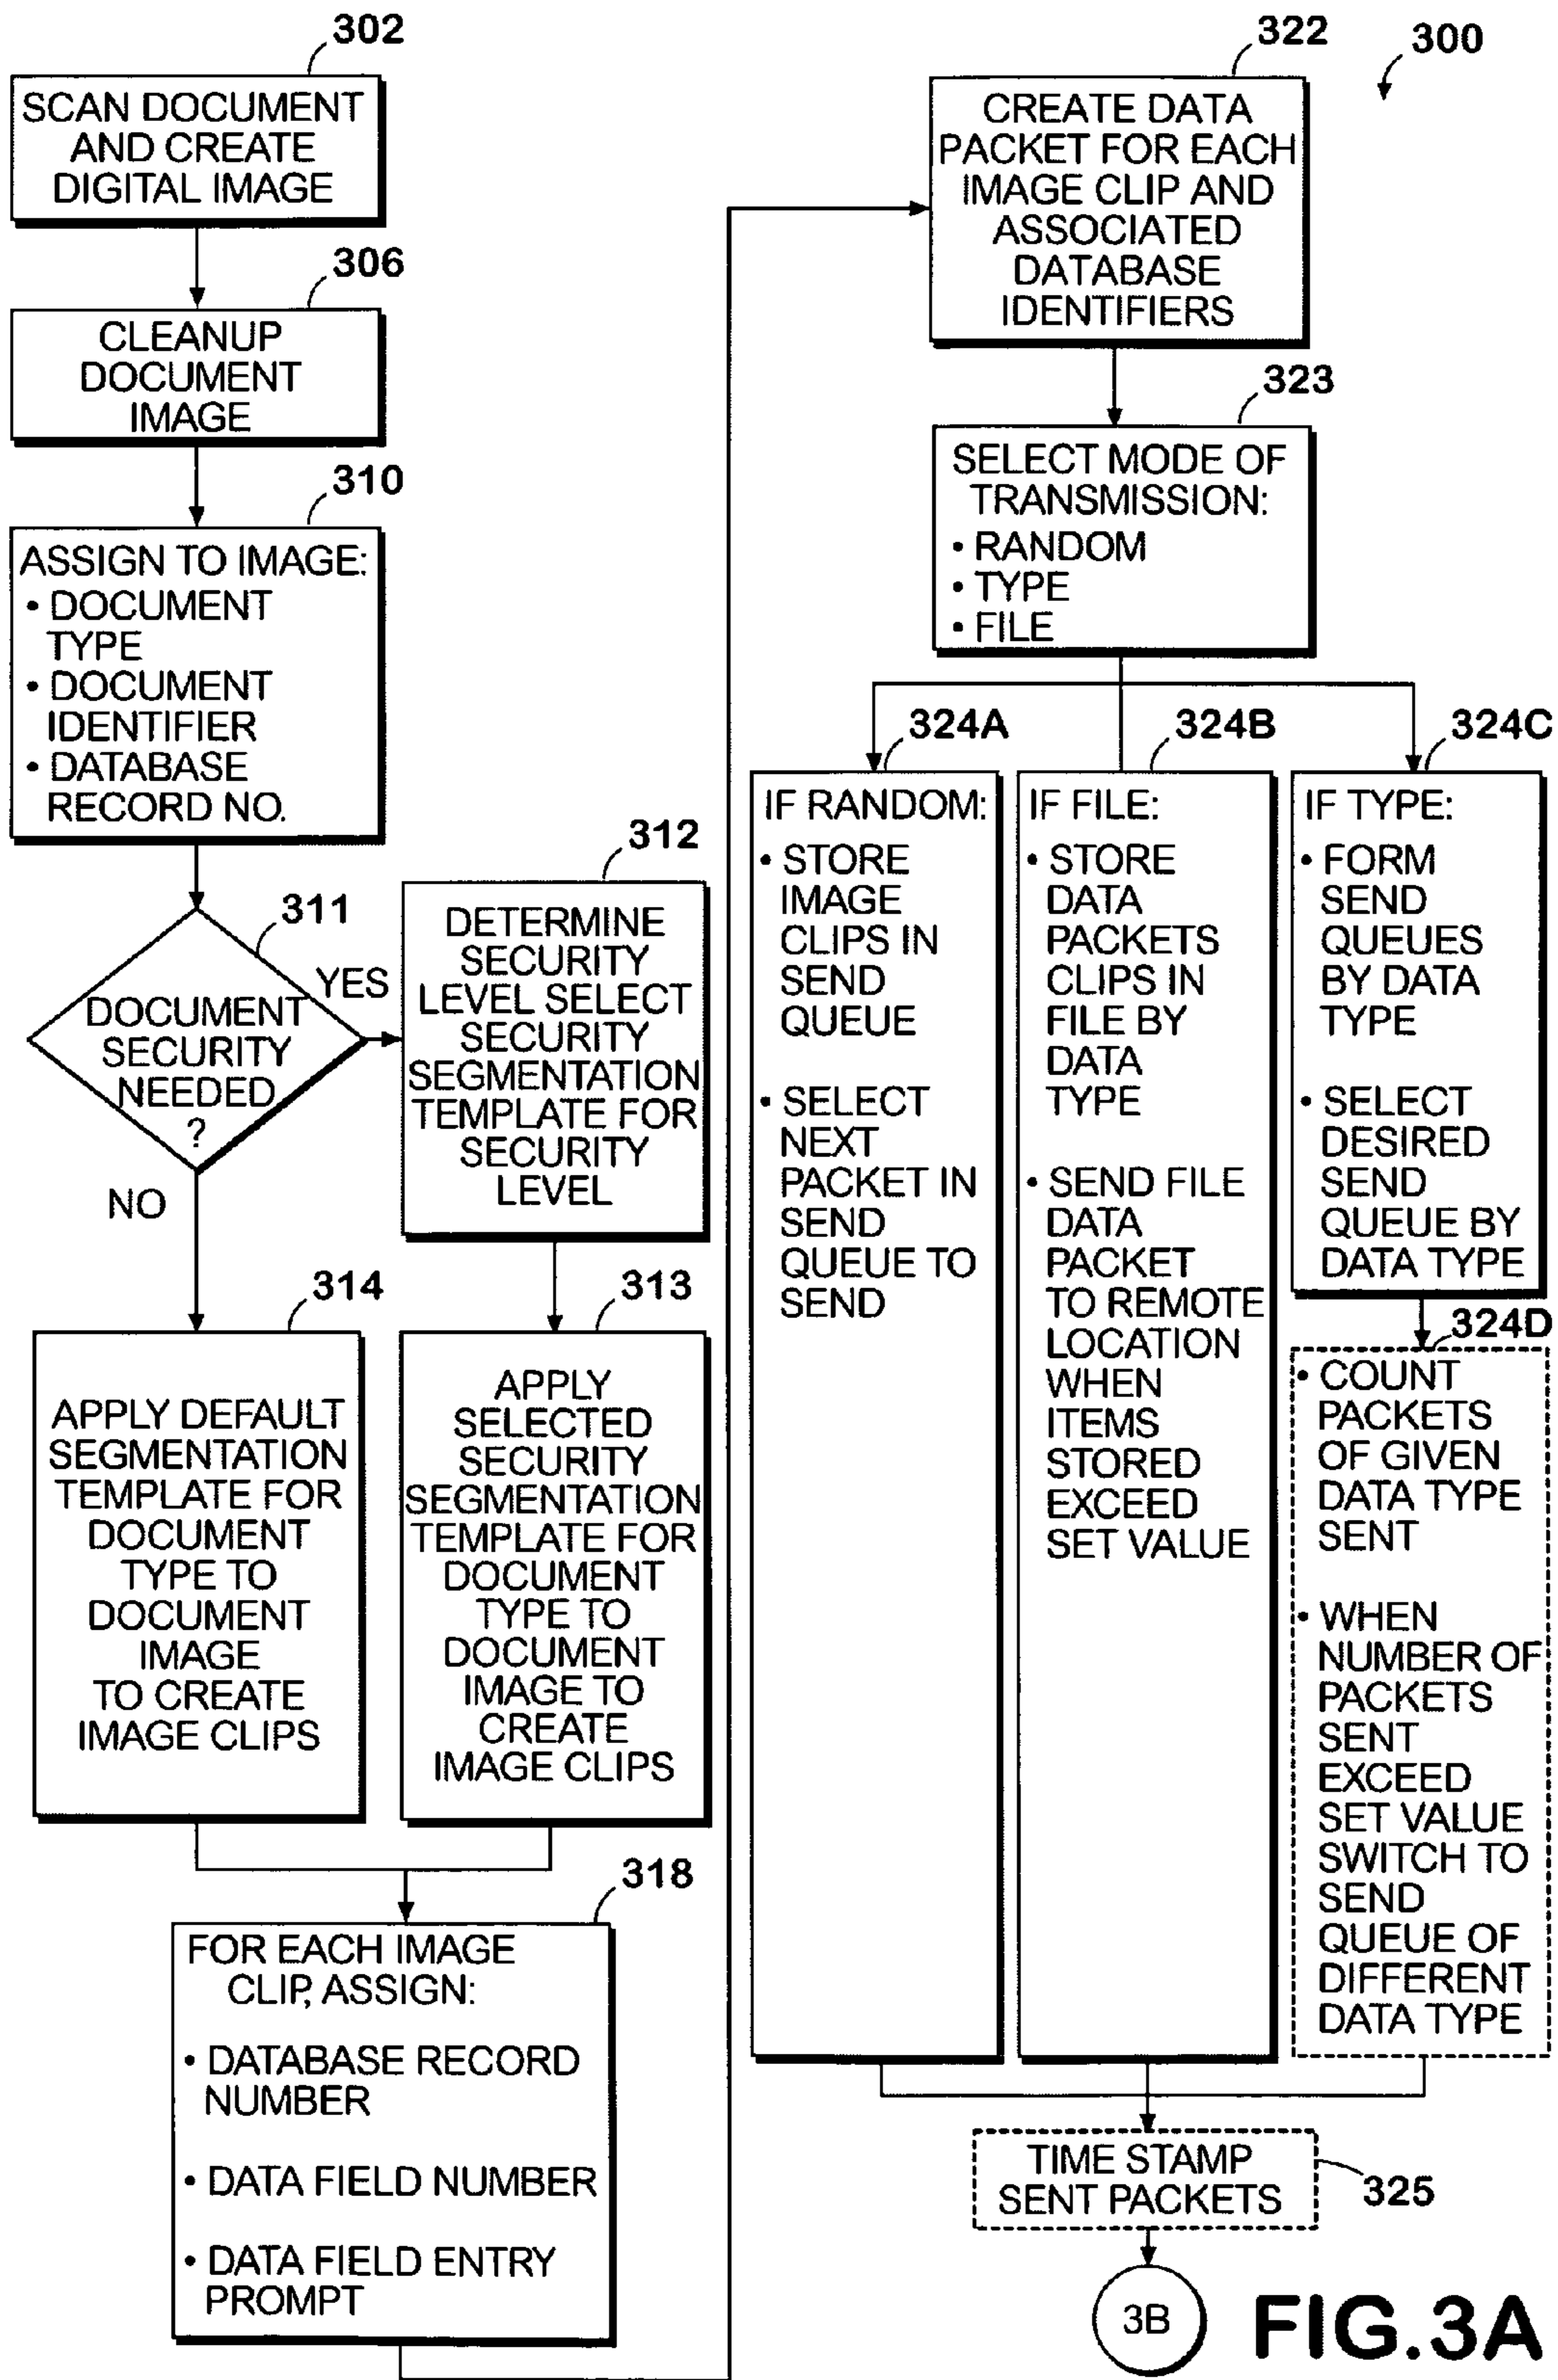 302
SCAN DOCUMENT
AND CREATE
DIGITAL IMAGE
306
CLEANUP
DOCUMENT
IMAGE
310
ASSIGN TO IMAGE:
• DOCUMENT
TYPE
• DOCUMENT
IDENTIFIER
• DATABASE
RECORD NO.
311
DOCUMENT
SECURITY
NEEDED
?
YES
NO
312
DETERMINE
SECURITY
LEVEL SELECT
SECURITY
SEGMENTATION
TEMPLATE FOR
SECURITY
LEVEL
314
APPLY DEFAULT
SEGMENTATION
TEMPLATE FOR
DOCUMENT
TYPE TO
DOCUMENT
IMAGE
TO CREATE
IMAGE CLIPS
313
APPLY
SELECTED
SECURITY
SEGMENTATION
TEMPLATE FOR
DOCUMENT
TYPE TO
DOCUMENT
IMAGE TO
CREATE
IMAGE CLIPS
318
FOR EACH IMAGE
CLIP, ASSIGN:
• DATABASE RECORD
NUMBER
• DATA FIELD NUMBER
• DATA FIELD ENTRY
PROMPT
300
322
CREATE DATA
PACKET FOR EACH
IMAGE CLIP AND
ASSOCIATED
DATABASE
IDENTIFIERS
323
SELECT MODE OF
TRANSMISSION:
• RANDOM
• TYPE
• FILE
324A
IF RANDOM:
• STORE
IMAGE
CLIPS IN
SEND
QUEUE
• SELECT
NEXT
PACKET IN
SEND
QUEUE TO
SEND
324B
IF FILE:
• STORE
DATA
PACKETS
CLIPS IN
FILE BY
DATA
TYPE
• SEND FILE
DATA
PACKET
TO REMOTE
LOCATION
WHEN
ITEMS
STORED
EXCEED
SET VALUE
324C
IF TYPE:
• FORM
SEND
QUEUES
BY DATA
TYPE
• SELECT
DESIRED
SEND
QUEUE BY
DATA TYPE
324D
• COUNT
PACKETS
OF GIVEN
DATA TYPE
SENT
• WHEN
NUMBER OF
PACKETS
SENT
EXCEED
SET VALUE
SWITCH TO
SEND
QUEUE OF
DIFFERENT
DATA TYPE
TIME STAMP
SENT PACKETS
325
3B
FIG.3A